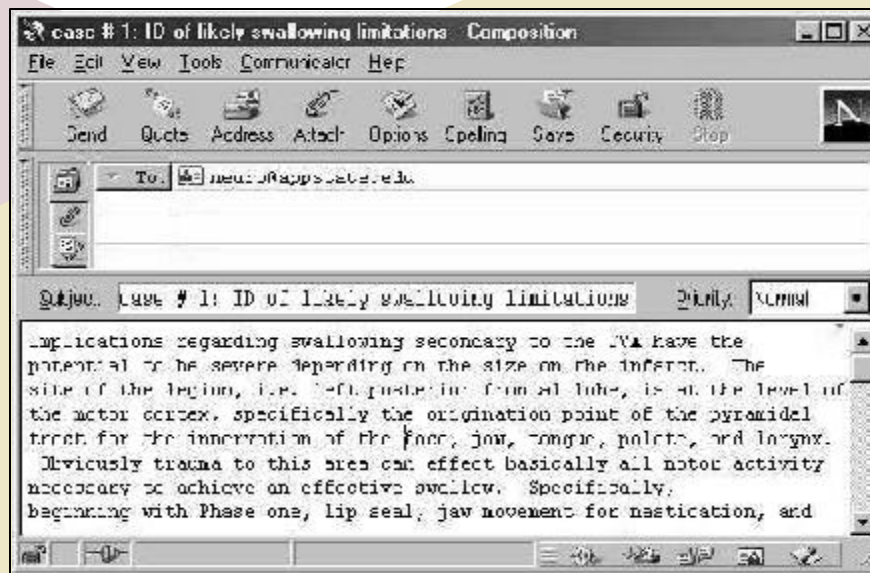 case # 1: ID of likely swallowing limitations - Composition
File Edit View Tools Communicator Help
Send Quote Address Attach Options Spelling Save Security Stop
N
To: neuro@appstate.edu
Subject: case # 1: ID of likely swallowing limitations Priority: Normal
Implications regarding swallowing secondary to the CVA have the
potential to be severe depending on the size on the infarct. The
site of the legion, i.e. left posterior frontal lobe, is at the level of
the motor cortex, specifically the origination point of the pyramidal
tract for the innervation of the face, jaw, tongue, palate, and larynx.
Obviously trauma to this area can effect basically all motor activity
necessary to achieve an effective swallow. Specifically,
beginning with Phase one, lip seal, jaw movement for mastication, and